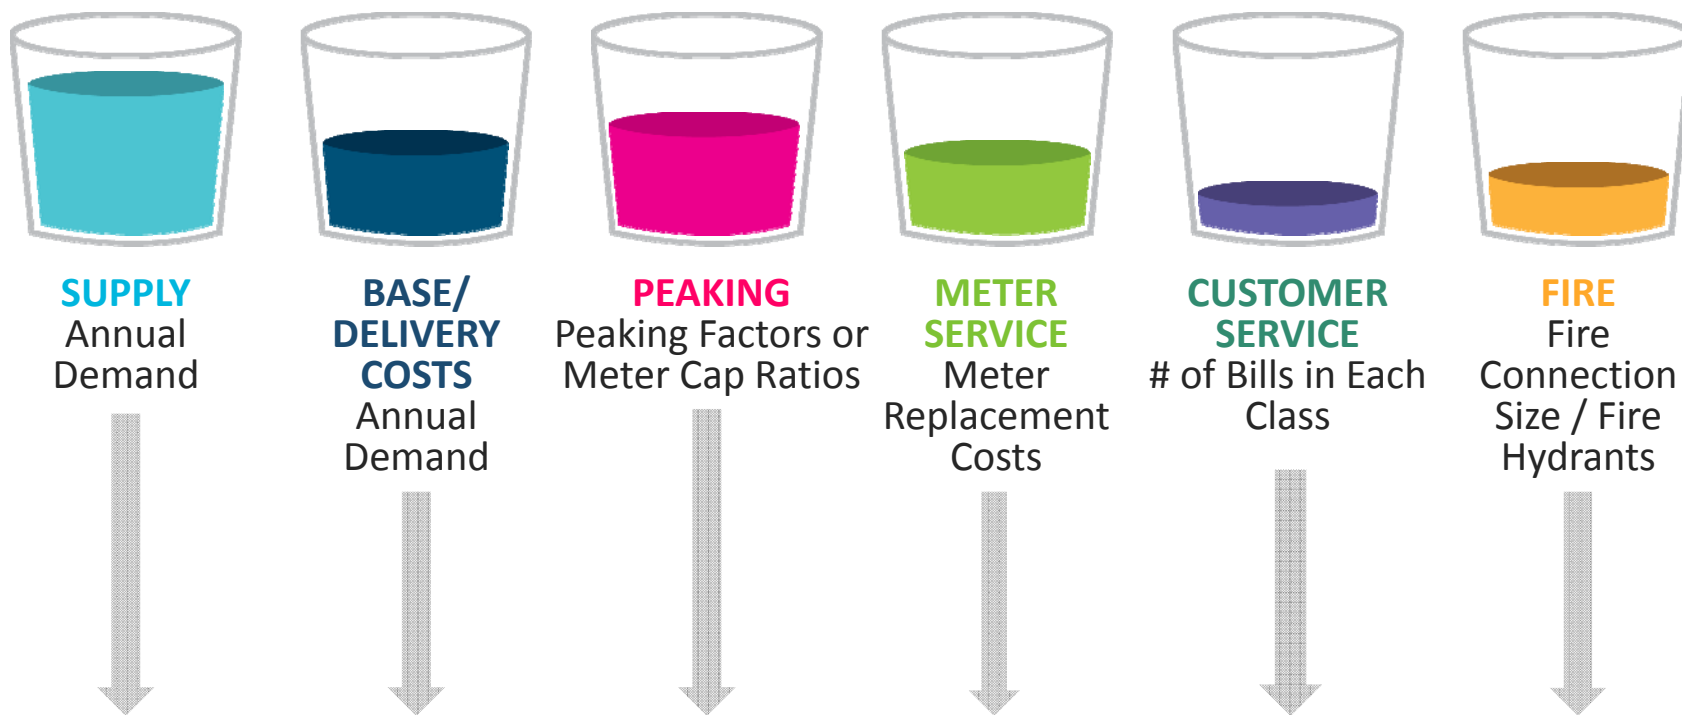 SUPPLY
Annual
Demand
BASE/
DELIVERY
COSTS
Annual
Demand
PEAKING
Peaking Factors or
Meter Cap Ratios
METER
SERVICE
Meter
Replacement
Costs
CUSTOMER
SERVICE
# of Bills in Each
Class
FIRE
Fire
Connection
Size / Fire
Hydrants